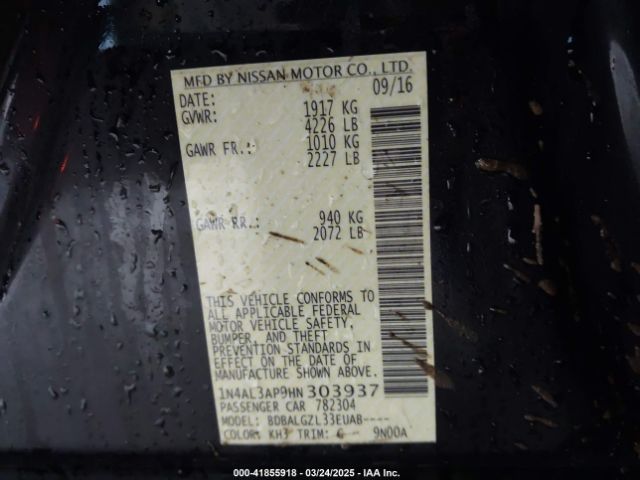 MFD BY NISSAN MOTOR CO., LTD.
DATE: 09/16
GVWR: 1917 KG
4226 LB
GAWR FR.: 1010 KG
2227 LB
GAWR RR.: 940 KG
2072 LB
THIS VEHICLE CONFORMS TO
ALL APPLICABLE FEDERAL
MOTOR VEHICLE SAFETY,
BUMPER, AND THEFT
PREVENTION STANDARDS IN
EFFECT ON THE DATE OF
MANUFACTURE SHOWN ABOVE.
1N4AL3AP9HN303937
PASSENGER CAR 782304
MODEL: BDBALGZL33EUAB----
COLOR: KH3 TRIM: G 9N00A
000-41855918 - 03/24/2025 - IAA Inc.